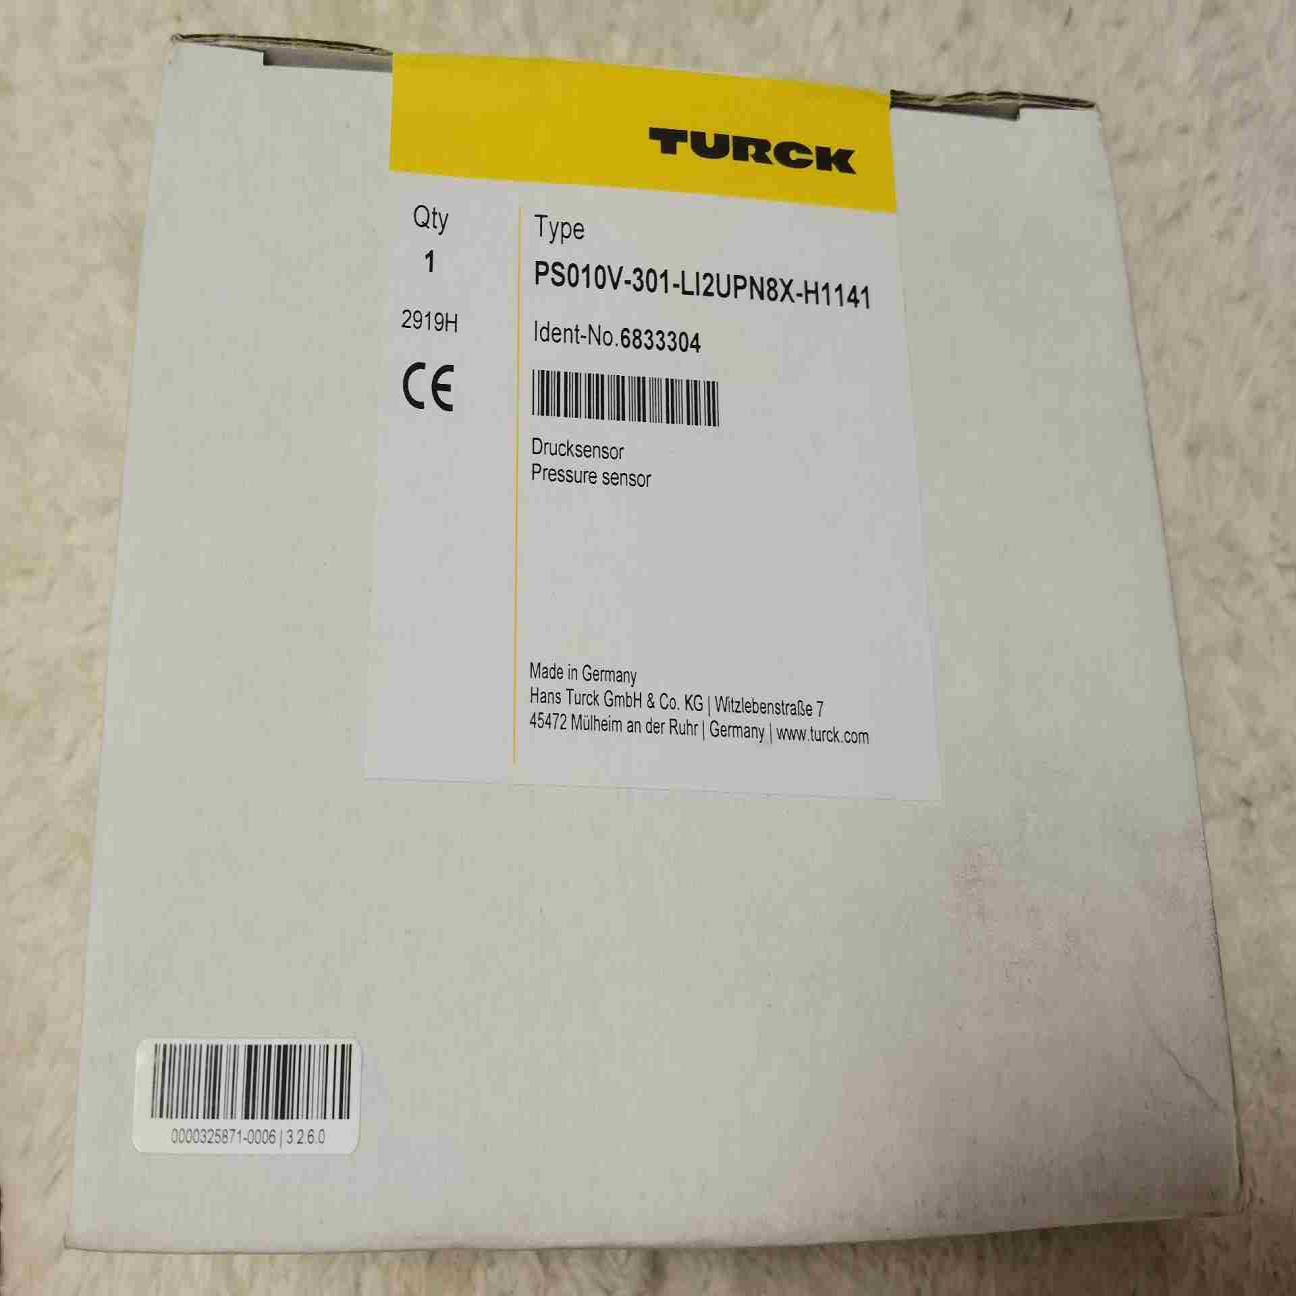 TURCK
Qty
1
2919H
CE
Type
PS010V-301-LI2UPN8X-H1141
Ident-No.6833304
Drucksensor
Pressure sensor
Made in Germany
Hans Turck GmbH & Co. KG | Witzlebenstraße 7
45472 Mülheim an der Ruhr | Germany | www.turck.com
0000325871-0006 | 3.2.6.0